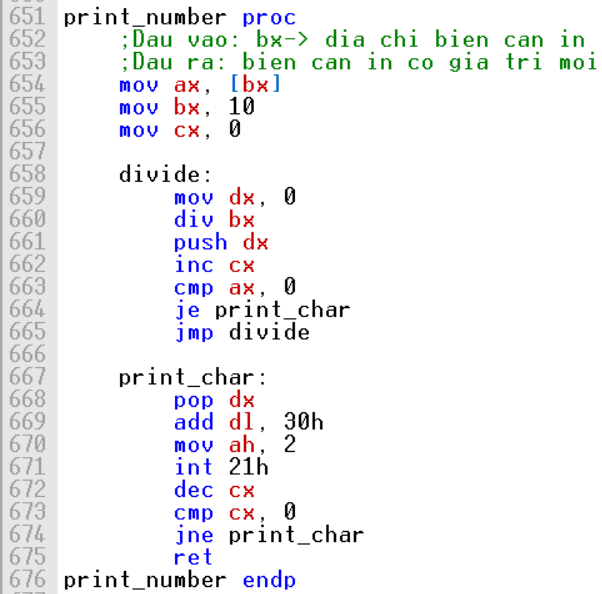 651 print_number proc
652 ;Dau vao: bx-> dia chi bien can in
653 ;Dau ra: bien can in co gia tri moi
654 mov ax, [bx]
655 mov bx, 10
656 mov cx, 0
657
658 divide:
659 mov dx, 0
660 div bx
661 push dx
662 inc cx
663 cmp ax, 0
664 je print_char
665 jmp divide
666
667 print_char:
668 pop dx
669 add dl, 30h
670 mov ah, 2
671 int 21h
672 dec cx
673 cmp cx, 0
674 jne print_char
675 ret
676 print_number endp